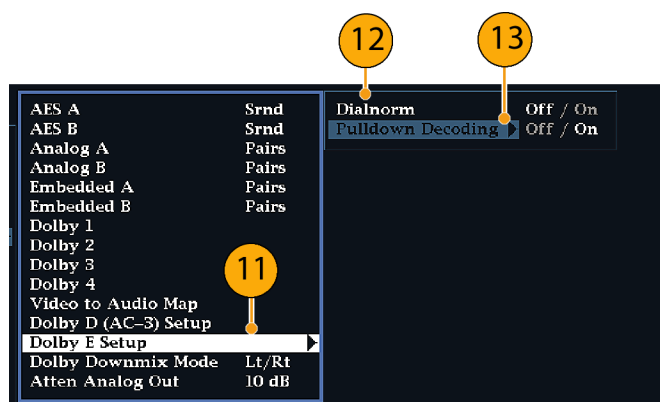 12 13
AES A Srnd
AES B Srnd
Analog A Pairs
Analog B Pairs
Embedded A Pairs
Embedded B Pairs
Dolby 1
Dolby 2
Dolby 3
Dolby 4
Video to Audio Map
Dolby D (AC–3) Setup
Dolby E Setup
Dolby Downmix Mode Lt/Rt
Atten Analog Out 10 dB
11
Dialnorm Off / On
Pulldown Decoding Off / On